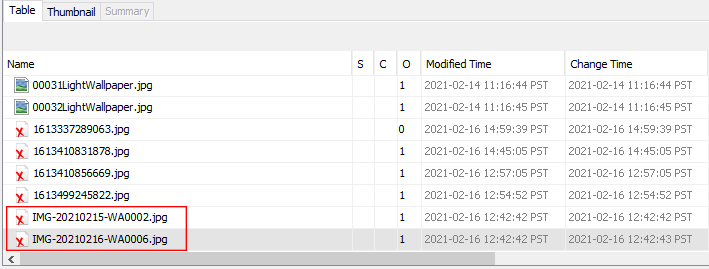 Table Thumbnail Summary
Name S C O Modified Time Change Time
00031LightWallpaper.jpg 1 2021-02-14 11:16:44 PST 2021-02-14 11:16:44 PST
00032LightWallpaper.jpg 1 2021-02-14 11:16:45 PST 2021-02-14 11:16:45 PST
1613337289063.jpg 0 2021-02-16 14:59:39 PST 2021-02-16 14:59:39 PST
1613410831878.jpg 1 2021-02-16 14:45:05 PST 2021-02-16 14:45:05 PST
1613410856669.jpg 1 2021-02-16 12:57:05 PST 2021-02-16 12:57:05 PST
1613499245822.jpg 1 2021-02-16 12:54:52 PST 2021-02-16 12:54:52 PST
IMG-20210215-WA0002.jpg 1 2021-02-16 12:42:42 PST 2021-02-16 12:42:42 PST
IMG-20210216-WA0006.jpg 1 2021-02-16 12:42:42 PST 2021-02-16 12:42:43 PST